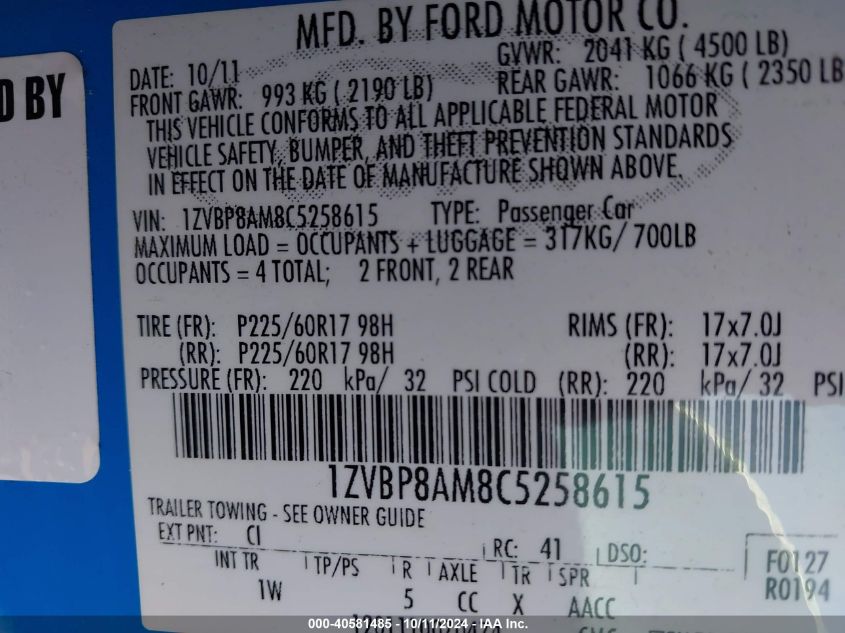 D BY
MFD. BY FORD MOTOR CO.
DATE: 10/11 GVWR: 2041 KG ( 4500 LB)
FRONT GAWR: 993 KG ( 2190 LB) REAR GAWR: 1066 KG ( 2350 LB
THIS VEHICLE CONFORMS TO ALL APPLICABLE FEDERAL MOTOR
VEHICLE SAFETY, BUMPER, AND THEFT PREVENTION STANDARDS
IN EFFECT ON THE DATE OF MANUFACTURE SHOWN ABOVE.
VIN: 1ZVBP8AM8C5258615 TYPE: Passenger Car
MAXIMUM LOAD = OCCUPANTS + LUGGAGE = 317KG/ 700LB
OCCUPANTS = 4 TOTAL; 2 FRONT, 2 REAR
TIRE (FR): P225/60R17 98H RIMS (FR): 17x7.0J
(RR): P225/60R17 98H (RR): 17x7.0J
PRESSURE (FR): 220 kPa/ 32 PSI COLD (RR): 220 kPa/ 32 PSI
1ZVBP8AM8C5258615
TRAILER TOWING - SEE OWNER GUIDE
EXT PNT: CI RC: 41 DSO: F0127
INT TR TP/PS R AXLE TR SPR R0194
1W 5 CC X AACC
000-40581485 - 10/11/2024 - IAA Inc.